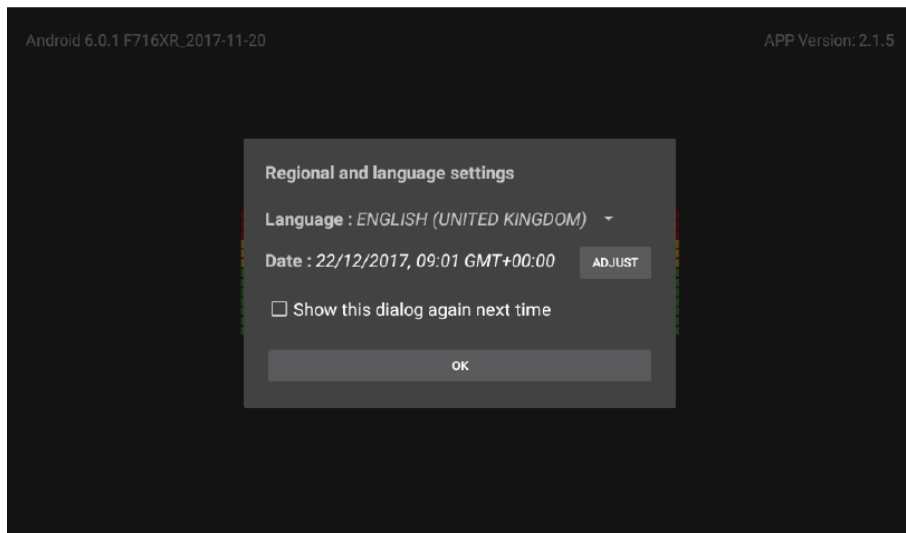 Android 6.0.1 F716XR_2017-11-20
APP Version: 2.1.5
Regional and language settings
Language : ENGLISH (UNITED KINGDOM)
Date : 22/12/2017, 09:01 GMT+00:00 ADJUST
Show this dialog again next time
OK